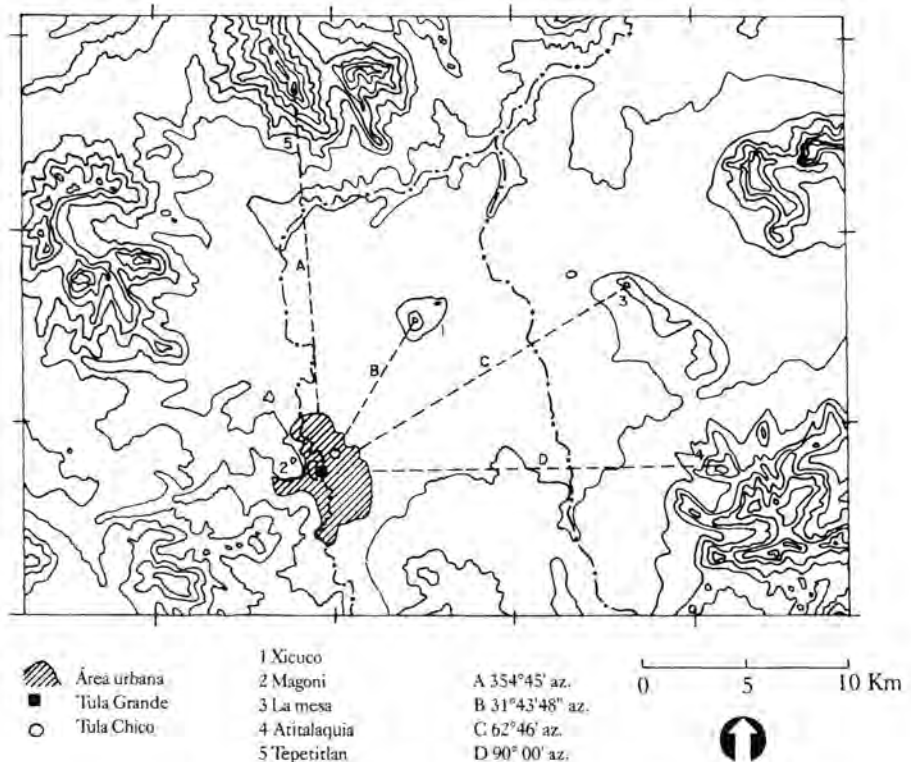 5
A
1
3
B
C
2
D
4
Área urbana
Tula Grande
Tula Chico
1 Xicuco
2 Magoni
3 La mesa
4 Atitalaquia
5 Tepetitlan
A 354°45' az.
B 31°43'48" az.
C 62°46' az.
D 90° 00' az.
0 5 10 Km